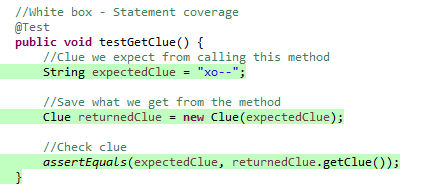 //White box - Statement coverage
@Test
public void testGetClue() {
//Clue we expect from calling this method
String expectedClue = "xo--";
//Save what we get from the method
Clue returnedClue = new Clue(expectedClue);
//Check clue
assertEquals(expectedClue, returnedClue.getClue());
}